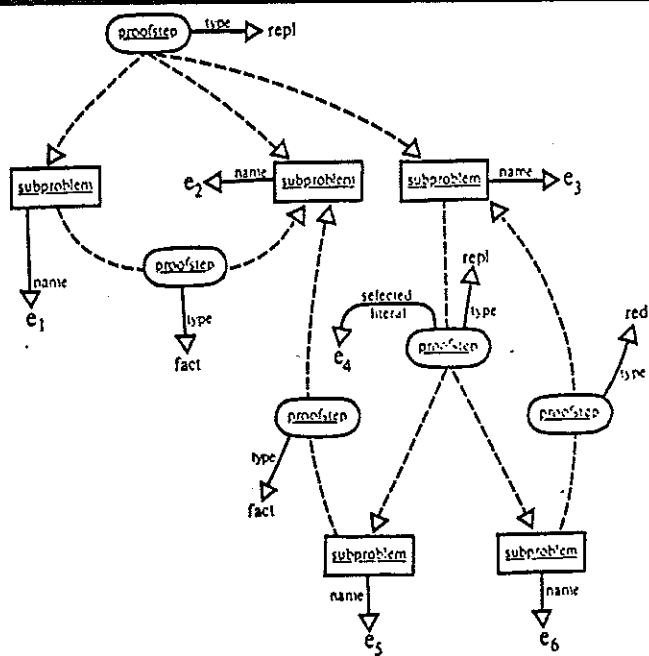 proofstep type repl
subproblem
e2 name subproblem
subproblem name e3
name
e1
proofstep
type
fact
selected literal
e4
repl
type
proofstep
red
type
proofstep
proofstep
type
fact
subproblem
name
e5
subproblem
name
e6